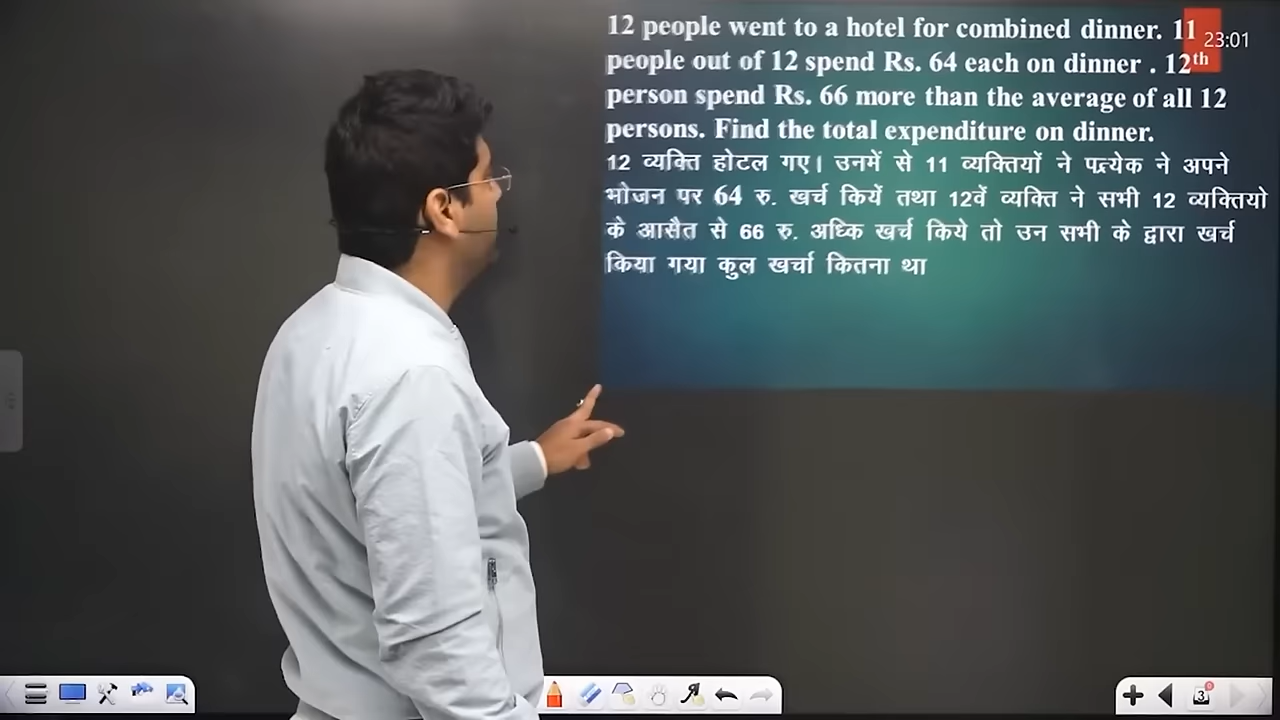 12 people went to a hotel for combined dinner. 11
people out of 12 spend Rs. 64 each on dinner . 12th
person spend Rs. 66 more than the average of all 12
persons. Find the total expenditure on dinner.
12 व्यक्ति होटल गए। उनमें से 11 व्यक्तियों ने प्रत्येक ने अपने
भोजन पर 64 रु. खर्च कियें तथा 12वें व्यक्ति ने सभी 12 व्यक्तियो
के आसैत से 66 रु. अध्कि खर्च किये तो उन सभी के द्वारा खर्च
किया गया कुल खर्चा कितना था
23:01
3